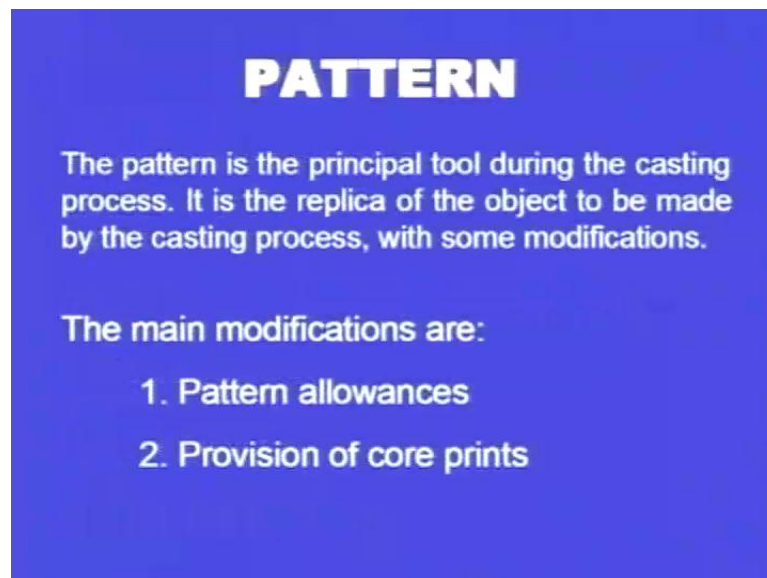 PATTERN
The pattern is the principal tool during the casting
process. It is the replica of the object to be made
by the casting process, with some modifications.
The main modifications are:
1. Pattern allowances
2. Provision of core prints